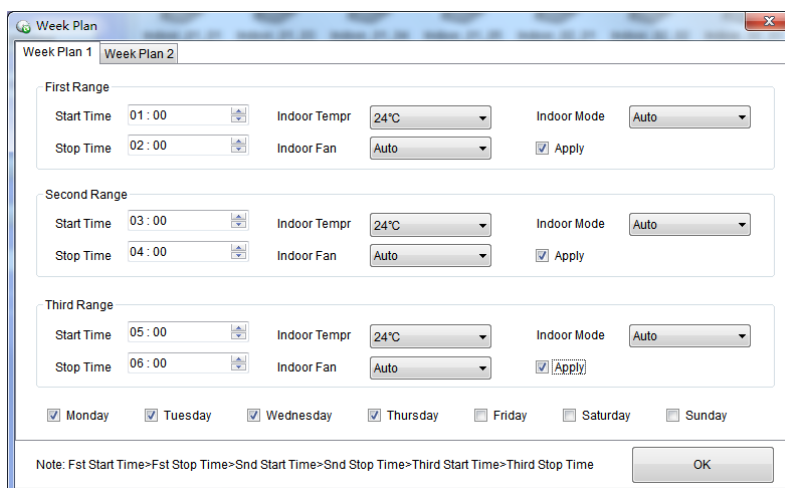 Week Plan
Week Plan 1 Week Plan 2
First Range
Start Time 01 : 00 Indoor Tempr 24℃ Indoor Mode Auto
Stop Time 02 : 00 Indoor Fan Auto Apply
Second Range
Start Time 03 : 00 Indoor Tempr 24℃ Indoor Mode Auto
Stop Time 04 : 00 Indoor Fan Auto Apply
Third Range
Start Time 05 : 00 Indoor Tempr 24℃ Indoor Mode Auto
Stop Time 06 : 00 Indoor Fan Auto Apply
Monday Tuesday Wednesday Thursday Friday Saturday Sunday
Note: Fst Start Time>Fst Stop Time>Snd Start Time>Snd Stop Time>Third Start Time>Third Stop Time OK